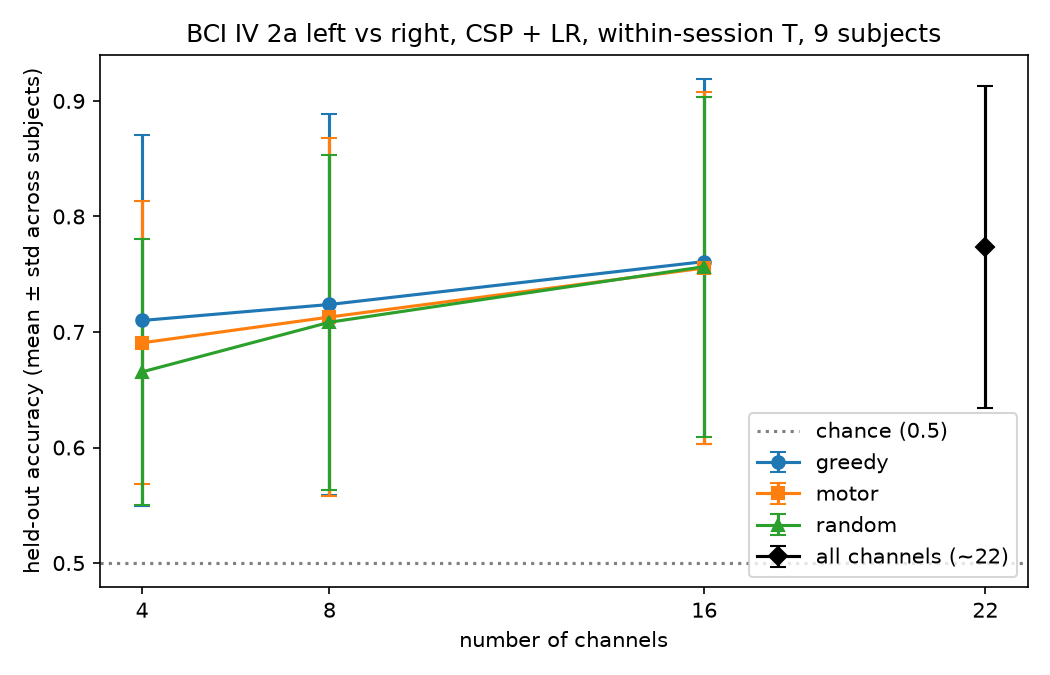 BCI IV 2a left vs right, CSP + LR, within-session T, 9 subjects
held-out accuracy (mean ± std across subjects)
0.9
0.8
0.7
0.6
0.5
chance (0.5)
greedy
motor
random
all channels (~22)
4 8 16 22
number of channels